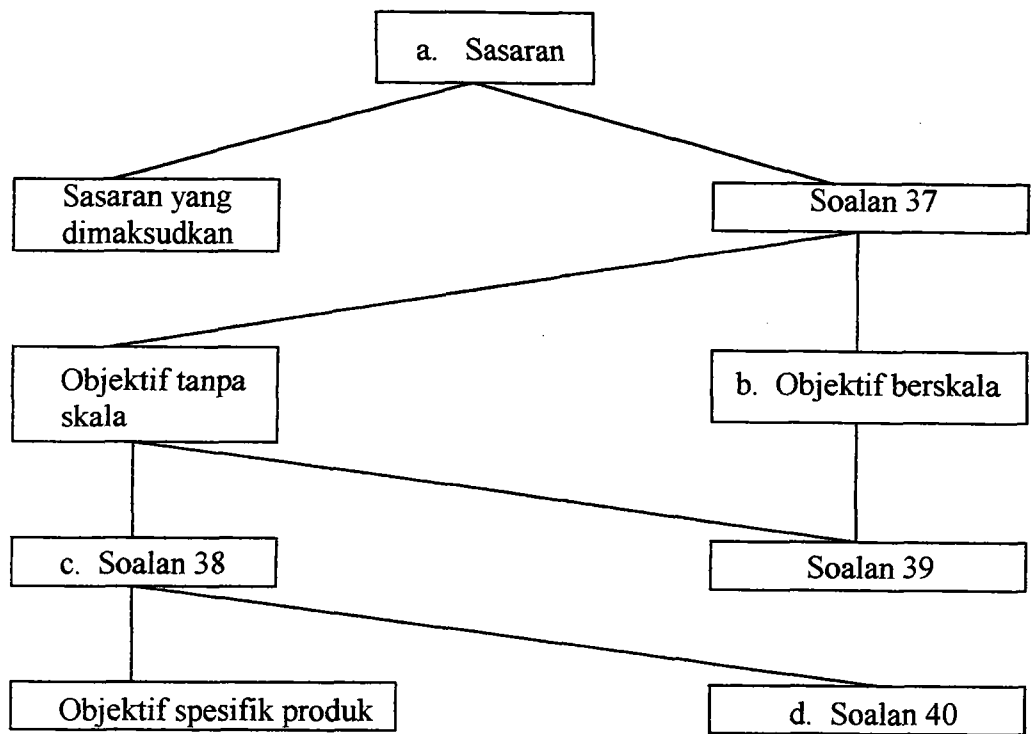 a. Sasaran
Sasaran yang
dimaksudkan
Soalan 37
Objektif tanpa
skala
b. Objektif berskala
c. Soalan 38
Soalan 39
Objektif spesifik produk
d. Soalan 40